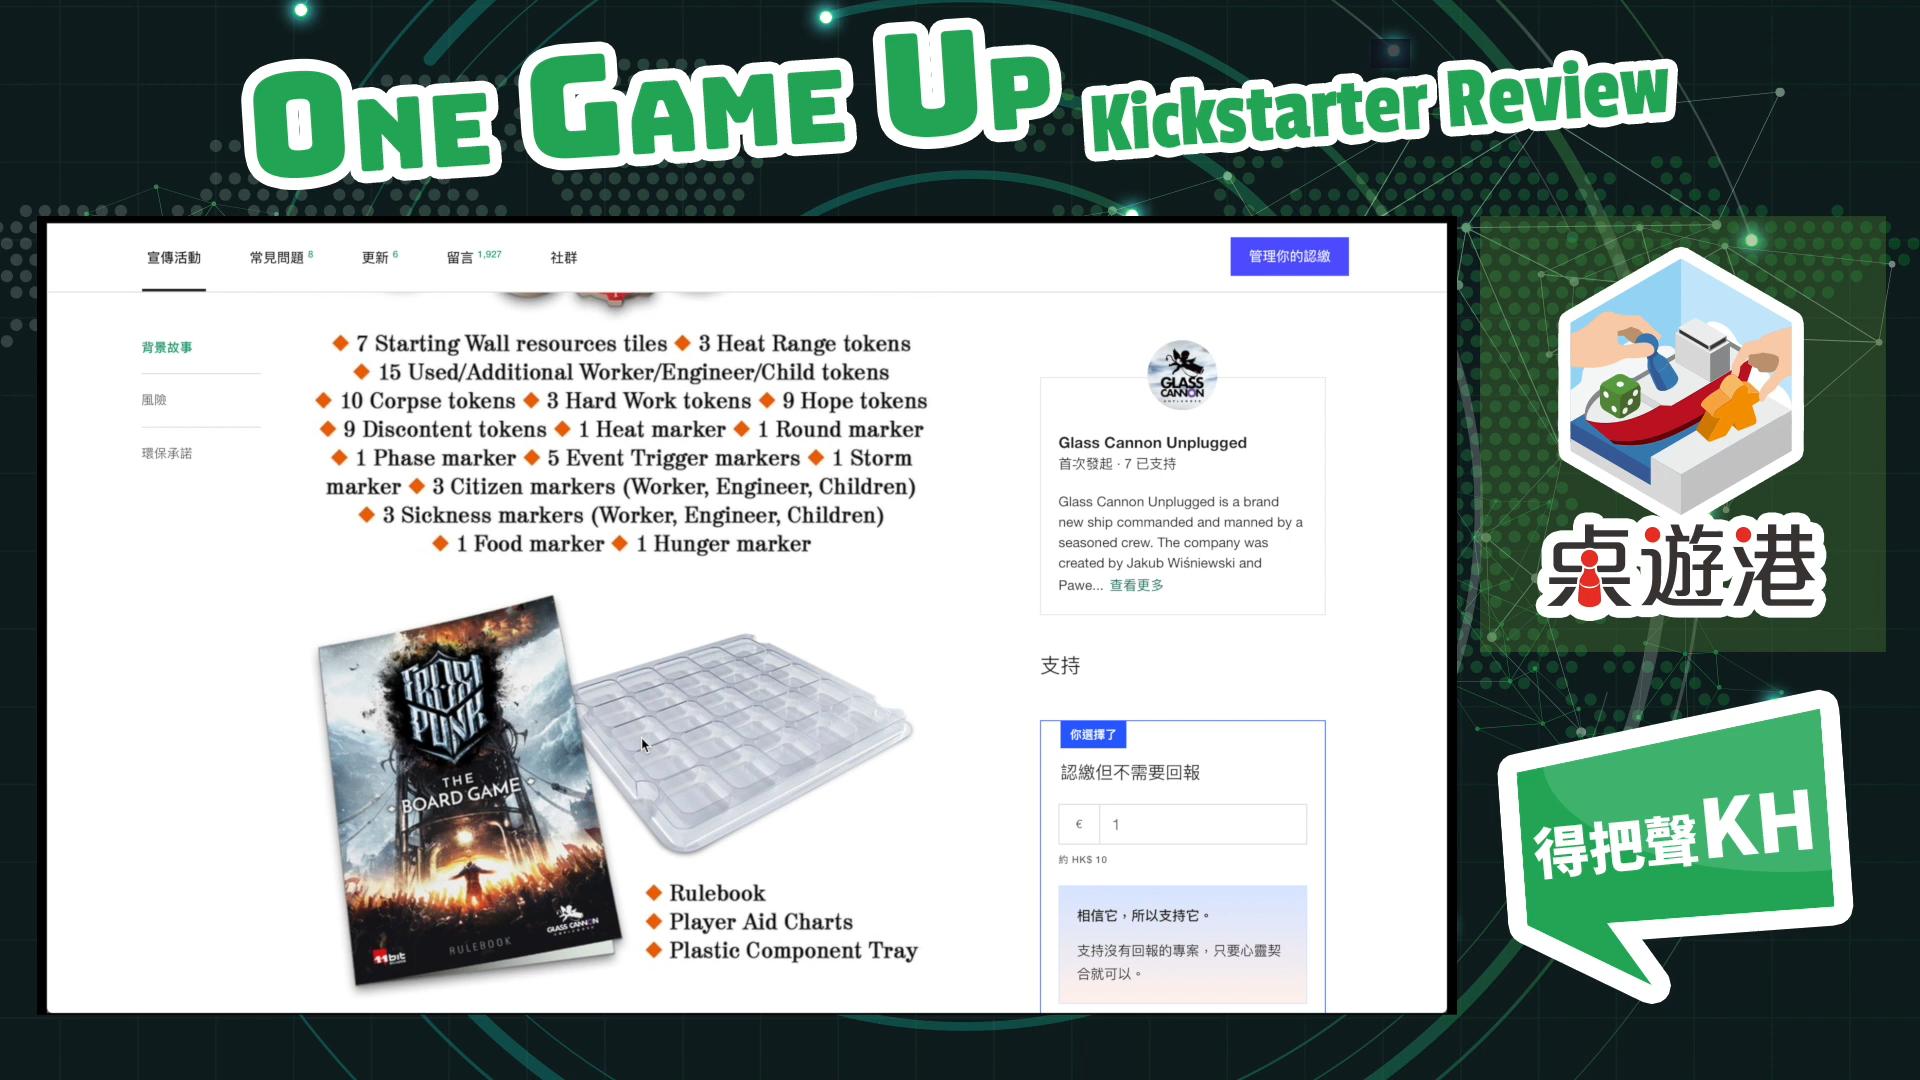 ONE GAME UP Kickstarter Review
宣傳活動
常見問題 8
更新 6
留言 1,927
社群
管理你的認繳
背景故事
風險
環保承諾
◆ 7 Starting Wall resources tiles ◆ 3 Heat Range tokens
◆ 15 Used/Additional Worker/Engineer/Child tokens
◆ 10 Corpse tokens ◆ 3 Hard Work tokens ◆ 9 Hope tokens
◆ 9 Discontent tokens ◆ 1 Heat marker ◆ 1 Round marker
◆ 1 Phase marker ◆ 5 Event Trigger markers ◆ 1 Storm
marker ◆ 3 Citizen markers (Worker, Engineer, Children)
◆ 3 Sickness markers (Worker, Engineer, Children)
◆ 1 Food marker ◆ 1 Hunger marker
FROST
PUNK
THE
BOARD GAME
RULEBOOK
11bit
GLASS CANNON
◆ Rulebook
◆ Player Aid Charts
◆ Plastic Component Tray
GLASS
CANNON
UNPLUGGED
Glass Cannon Unplugged
首次發起 · 7 已支持
Glass Cannon Unplugged is a brand
new ship commanded and manned by a
seasoned crew. The company was
created by Jakub Wiśniewski and
Pawe... 查看更多
支持
你選擇了
認繳但不需要回報
€ 1
約 HK$ 10
相信它，所以支持它。
支持沒有回報的專案，只要心靈契
合就可以。
桌遊港
得把聲KH